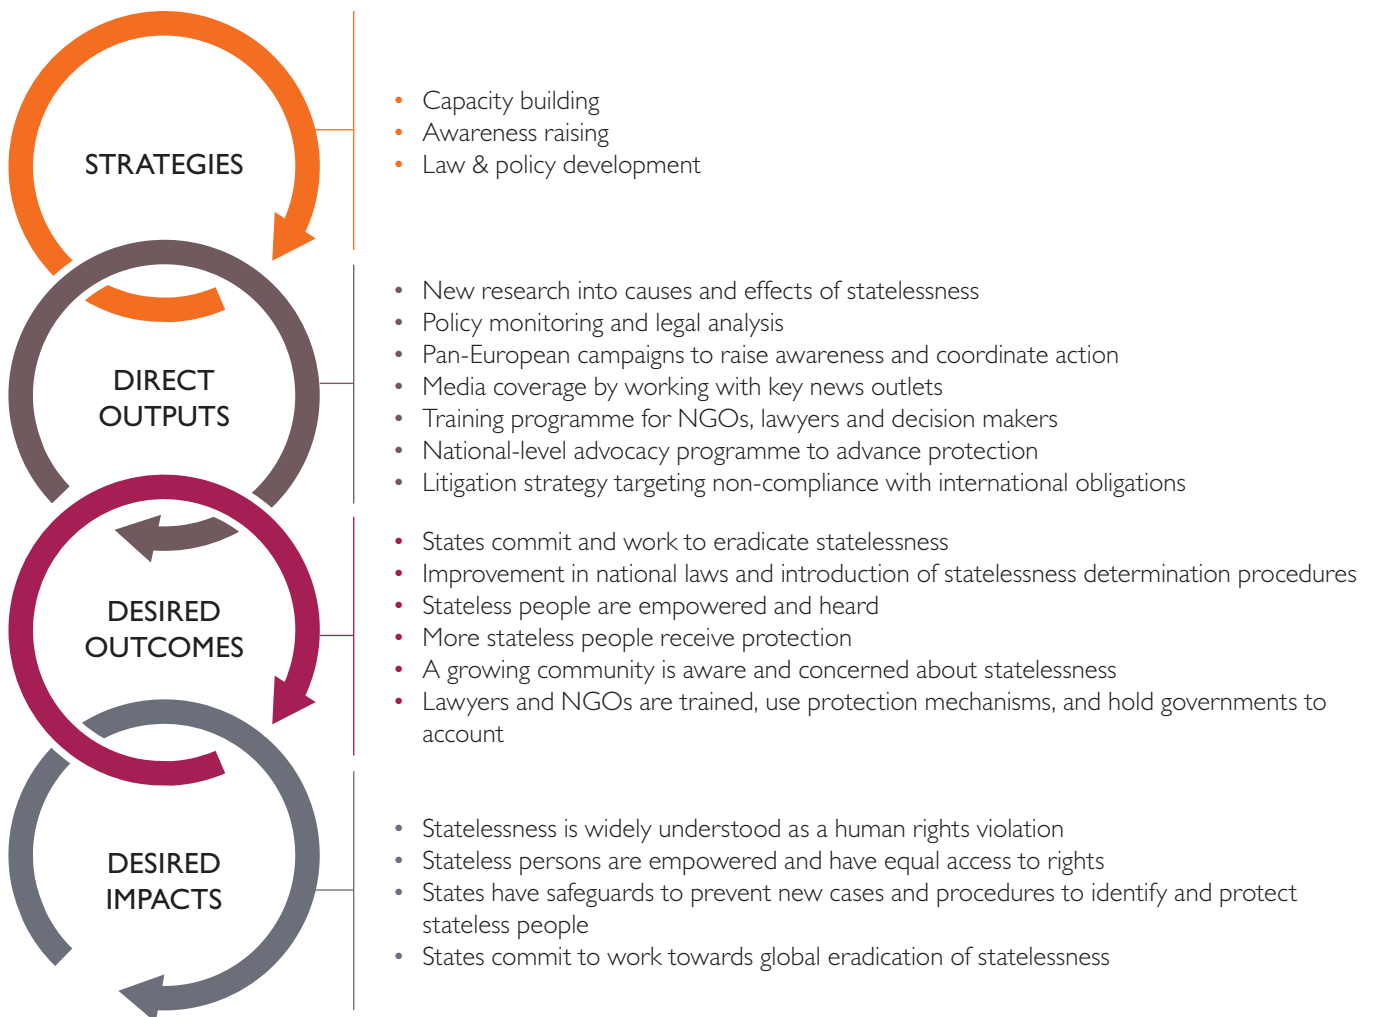 STRATEGIES
• Capacity building
• Awareness raising
• Law & policy development
DIRECT
OUTPUTS
• New research into causes and effects of statelessness
• Policy monitoring and legal analysis
• Pan-European campaigns to raise awareness and coordinate action
• Media coverage by working with key news outlets
• Training programme for NGOs, lawyers and decision makers
• National-level advocacy programme to advance protection
• Litigation strategy targeting non-compliance with international obligations
DESIRED
OUTCOMES
• States commit and work to eradicate statelessness
• Improvement in national laws and introduction of statelessness determination procedures
• Stateless people are empowered and heard
• More stateless people receive protection
• A growing community is aware and concerned about statelessness
• Lawyers and NGOs are trained, use protection mechanisms, and hold governments to
account
DESIRED
IMPACTS
• Statelessness is widely understood as a human rights violation
• Stateless persons are empowered and have equal access to rights
• States have safeguards to prevent new cases and procedures to identify and protect
stateless people
• States commit to work towards global eradication of statelessness